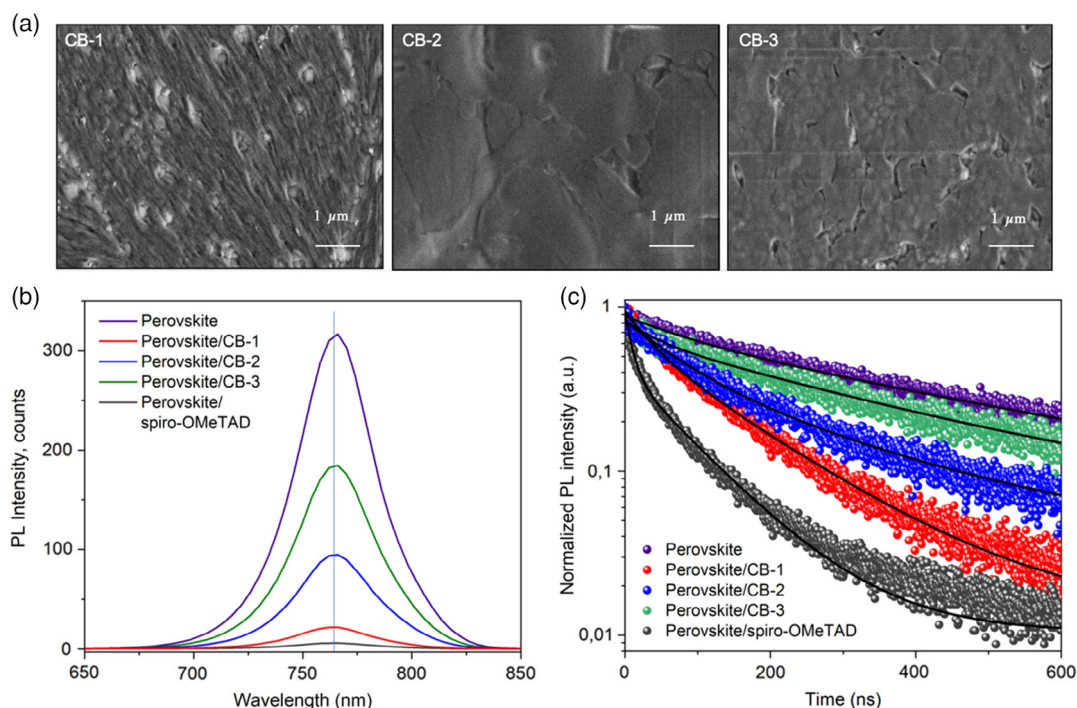 (a)
CB-1
1 µm
CB-2
1 µm
CB-3
1 µm
(b)
PL Intensity, counts
300
200
100
0
Perovskite
Perovskite/CB-1
Perovskite/CB-2
Perovskite/CB-3
Perovskite/
spiro-OMeTAD
650
700
750
800
850
Wavelength (nm)
(c)
Normalized PL intensity (a.u.)
1
0,1
0,01
Perovskite
Perovskite/CB-1
Perovskite/CB-2
Perovskite/CB-3
Perovskite/spiro-OMeTAD
0
200
400
600
Time (ns)